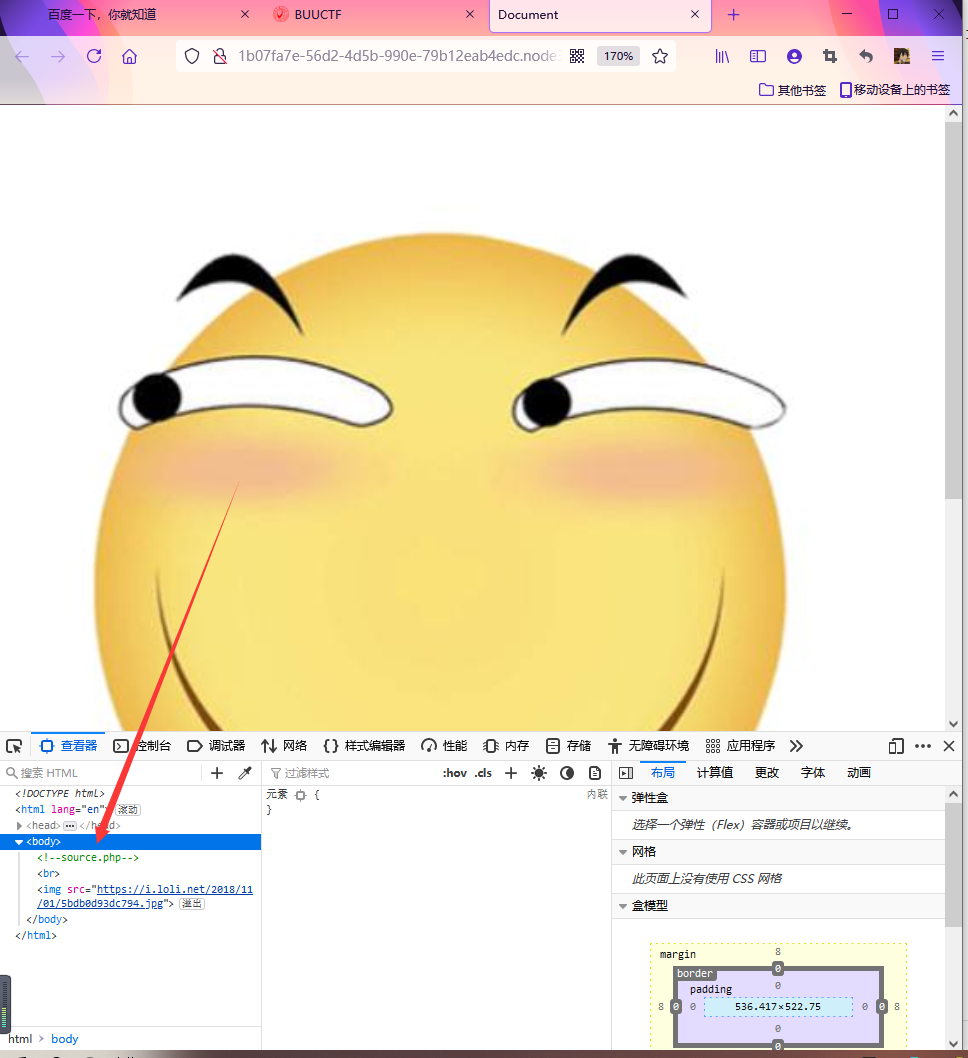 百度一下，你就知道
BUUCTF
Document
1b07fa7e-56d2-4d5b-990e-79b12eab4edc.node
170%
其他书签
移动设备上的书签
查看器
控制台
调试器
网络
{} 样式编辑器
性能
内存
存储
无障碍环境
应用程序
搜索 HTML
<!DOCTYPE html>
<html lang="en"> 滚动
<head> ••• </head>
<body>
<!--source.php-->
<br>
<img src="https://i.loli.net/2018/11
/01/5bdb0d93dc794.jpg"> 溢出
</body>
</html>
html > body
过滤样式
:hov .cls
元素 {
内联
}
布局
计算值
更改
字体
动画
弹性盒
选择一个弹性（Flex）容器或项目以继续。
网格
此页面上没有使用 CSS 网格
盒模型
margin
8
border
0
padding
0
8 0 0 536.417×522.75 0 0 8
0
0